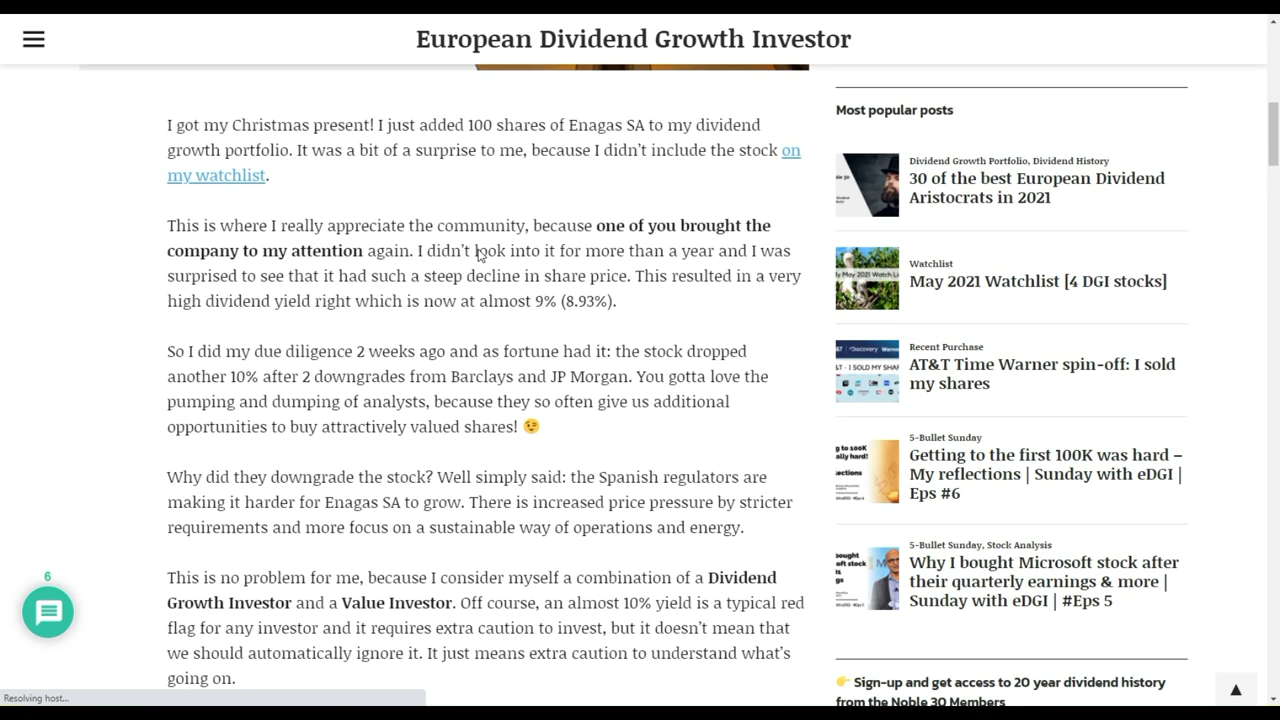 European Dividend Growth Investor
I got my Christmas present! I just added 100 shares of Enagas SA to my dividend
growth portfolio. It was a bit of a surprise to me, because I didn't include the stock on
my watchlist.
This is where I really appreciate the community, because one of you brought the
company to my attention again. I didn't look into it for more than a year and I was
surprised to see that it had such a steep decline in share price. This resulted in a very
high dividend yield right which is now at almost 9% (8.93%).
So I did my due diligence 2 weeks ago and as fortune had it: the stock dropped
another 10% after 2 downgrades from Barclays and JP Morgan. You gotta love the
pumping and dumping of analysts, because they so often give us additional
opportunities to buy attractively valued shares! 😉
Why did they downgrade the stock? Well simply said: the Spanish regulators are
making it harder for Enagas SA to grow. There is increased price pressure by stricter
requirements and more focus on a sustainable way of operations and energy.
This is no problem for me, because I consider myself a combination of a Dividend
Growth Investor and a Value Investor. Off course, an almost 10% yield is a typical red
flag for any investor and it requires extra caution to invest, but it doesn't mean that
we should automatically ignore it. It just means extra caution to understand what's
going on.
6
Resolving host...
Most popular posts
Dividend Growth Portfolio, Dividend History
30 of the best European Dividend
Aristocrats in 2021
Watchlist
May 2021 Watchlist [4 DGI stocks]
Recent Purchase
AT&T Time Warner spin-off: I sold
my shares
5-Bullet Sunday
Getting to the first 100K was hard –
My reflections | Sunday with eDGI |
Eps #6
5-Bullet Sunday, Stock Analysis
Why I bought Microsoft stock after
their quarterly earnings & more |
Sunday with eDGI | #Eps 5
👉 Sign-up and get access to 20 year dividend history
from the Noble 30 Members